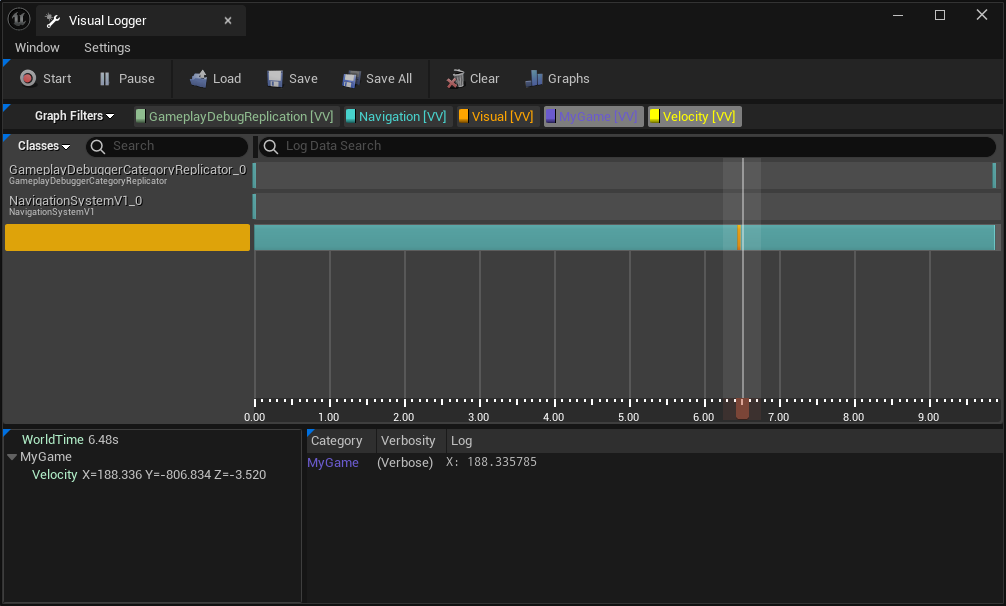 Visual Logger
Window Settings
Start Pause Load Save Save All Clear Graphs
Graph Filters GameplayDebugReplication [VV] Navigation [VV] Visual [VV] MyGame [VV] Velocity [VV]
Classes Search Log Data Search
GameplayDebuggerCategoryReplicator_0
GameplayDebuggerCategoryReplicator
NavigationSystemV1_0
NavigationSystemV1
0.00 1.00 2.00 3.00 4.00 5.00 6.00 7.00 8.00 9.00
WorldTime 6.48s
MyGame
Velocity X=188.336 Y=-806.834 Z=-3.520
Category Verbosity Log
MyGame (Verbose) X: 188.335785